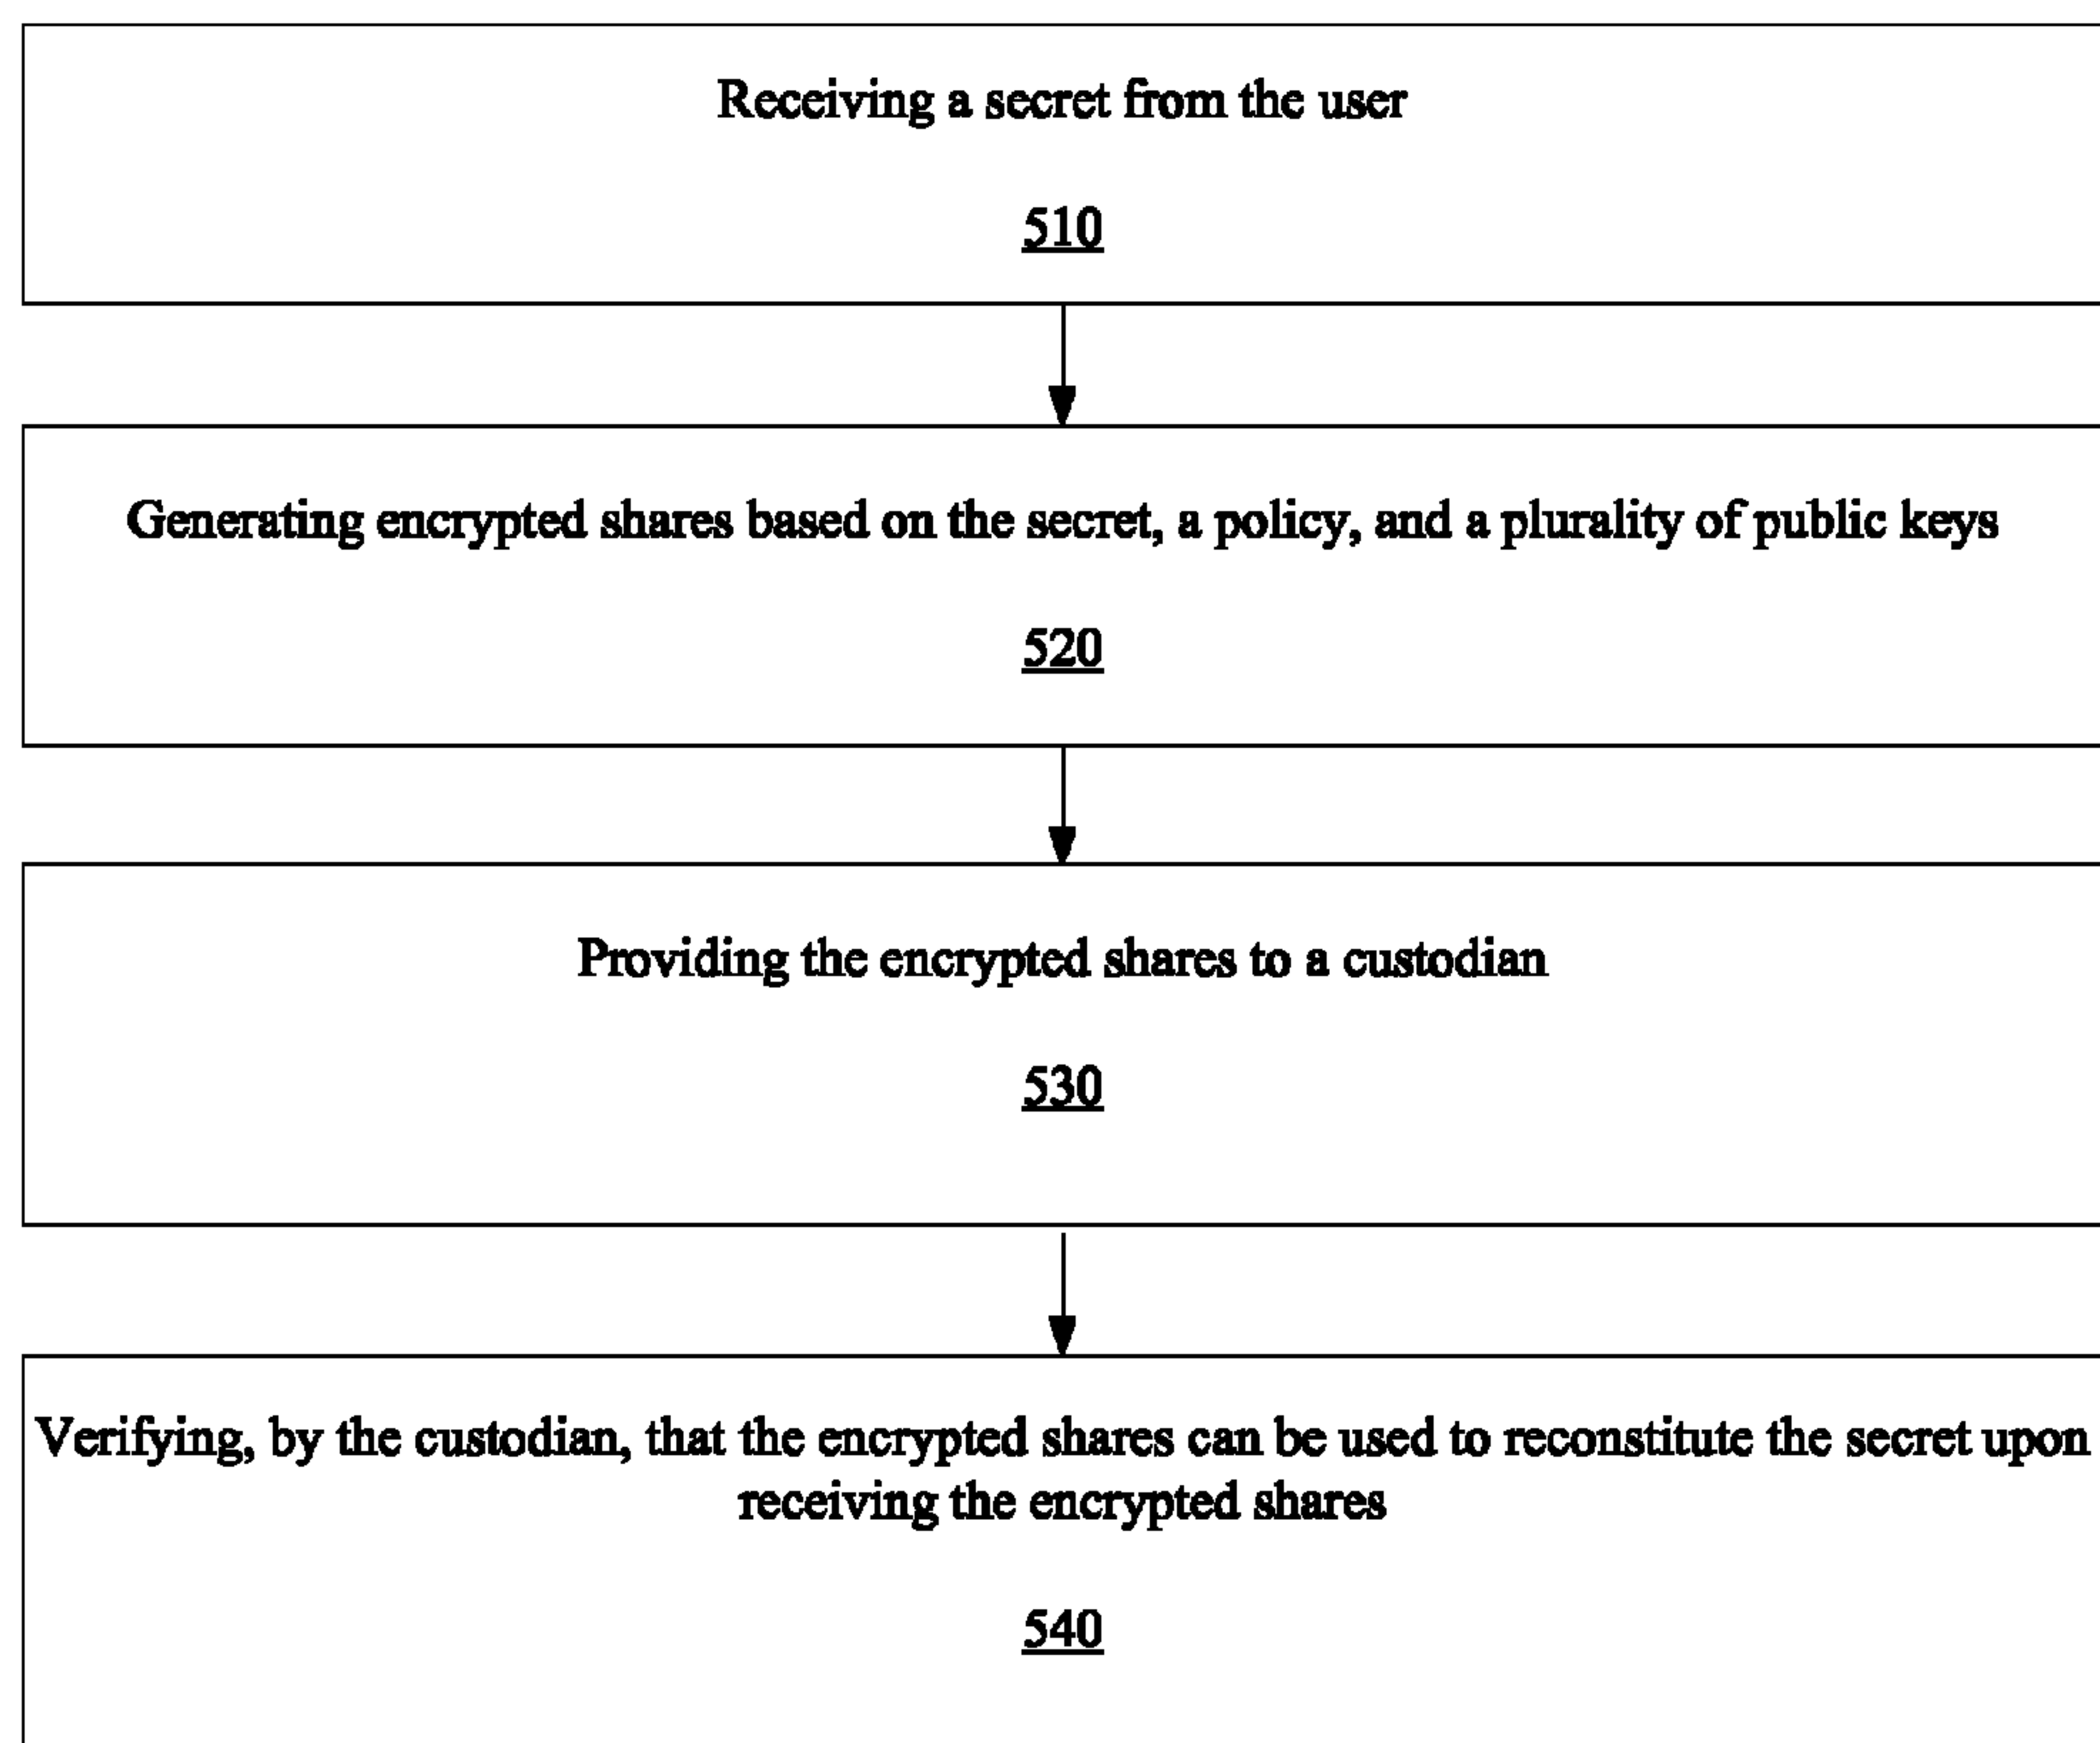 Receiving a secret from the user
510
Generating encrypted shares based on the secret, a policy, and a plurality of public keys
520
Providing the encrypted shares to a custodian
530
Verifying, by the custodian, that the encrypted shares can be used to reconstitute the secret upon
receiving the encrypted shares
540